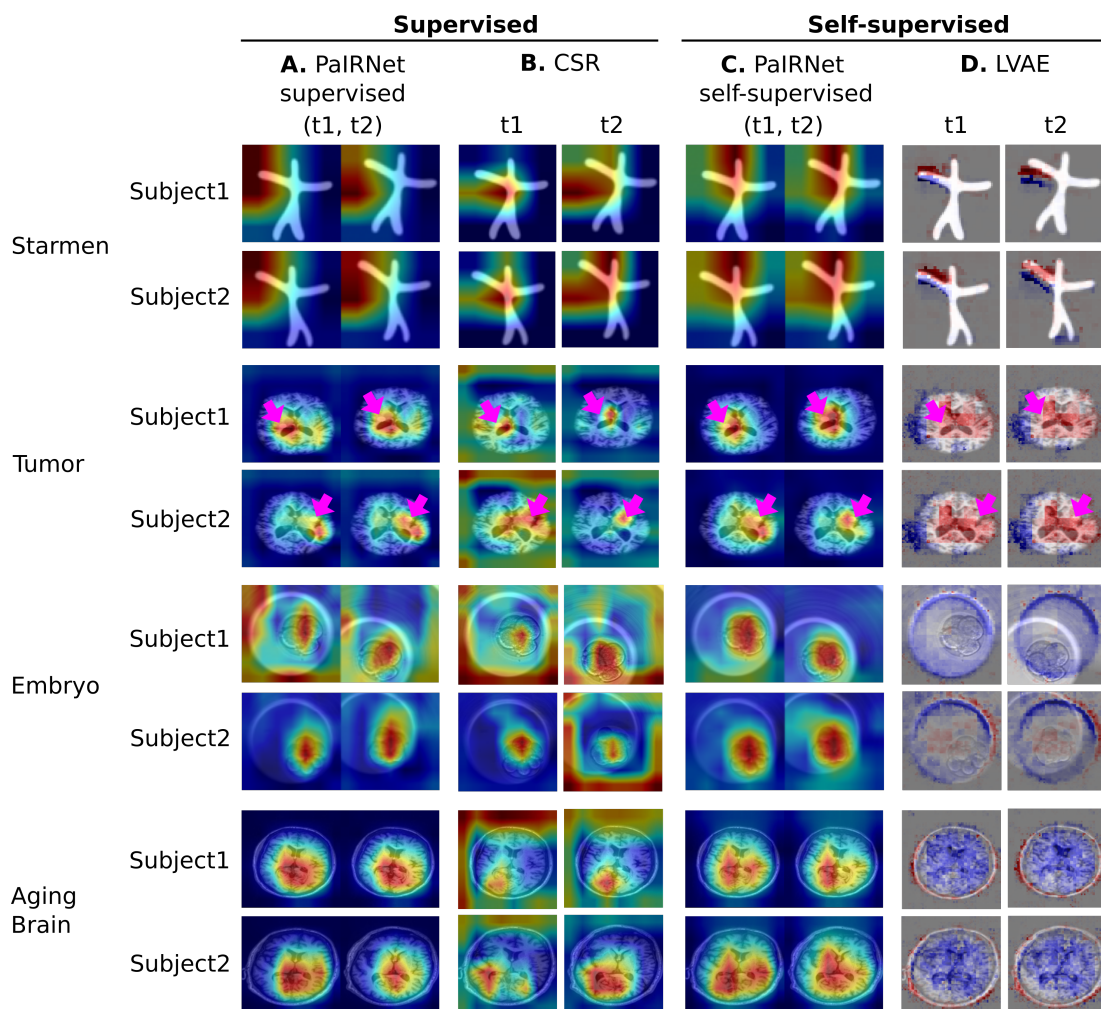 Supervised
Self-supervised
A. PaIRNet
supervised
(t1, t2)
B. CSR
t1
t2
C. PaIRNet
self-supervised
(t1, t2)
D. LVAE
t1
t2
Starmen
Subject1
Subject2
Tumor
Subject1
Subject2
Embryo
Subject1
Subject2
Aging
Brain
Subject1
Subject2